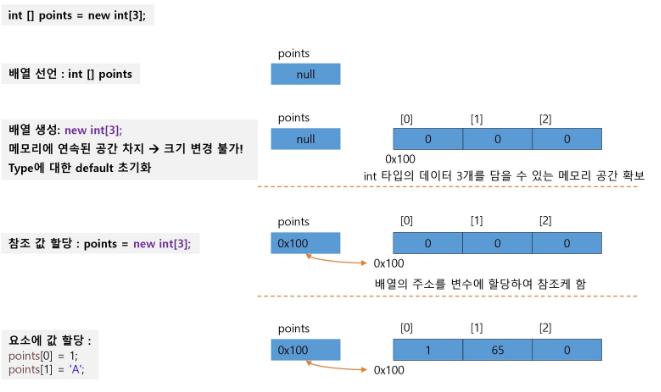 int [] points = new int[3];
points
배열 선언 : int [] points
null
points
배열 생성: new int[3];
메모리에 연속된 공간 차지 → 크기 변경 불가!
Type에 대한 default 초기화
null
[0] [1] [2]
0 0 0
0x100
int 타입의 데이터 3개를 담을 수 있는 메모리 공간 확보
points
참조 값 할당 : points = new int[3];
0x100
[0] [1] [2]
0 0 0
0x100
배열의 주소를 변수에 할당하여 참조케 함
요소에 값 할당 :
points[0] = 1;
points[1] = 'A';
points
0x100
[0] [1] [2]
1 65 0
0x100